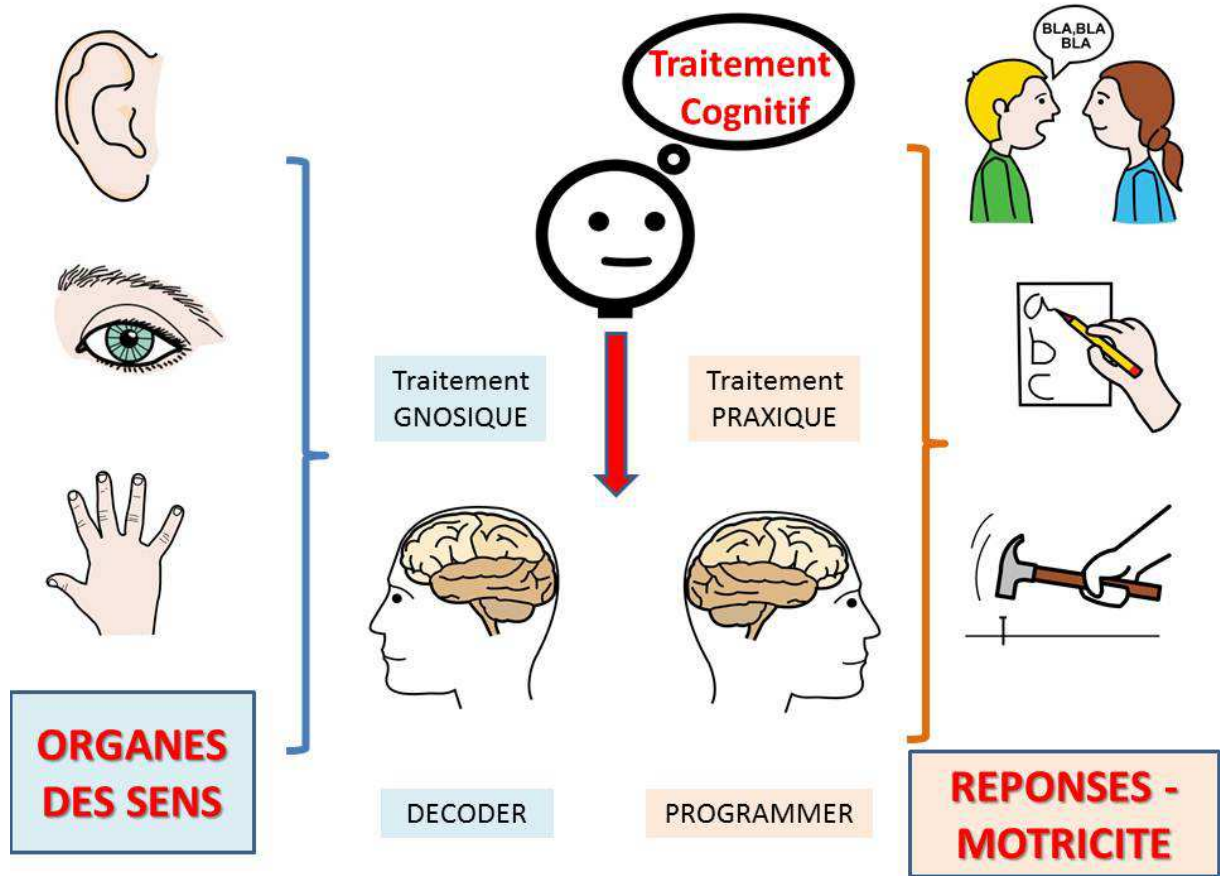 BLA,BLA
BLA
Traitement
Cognitif
Traitement
GNOSIQUE
Traitement
PRAXIQUE
ORGANES
DES SENS
DECODER
PROGRAMMER
REPONSES -
MOTRICITE